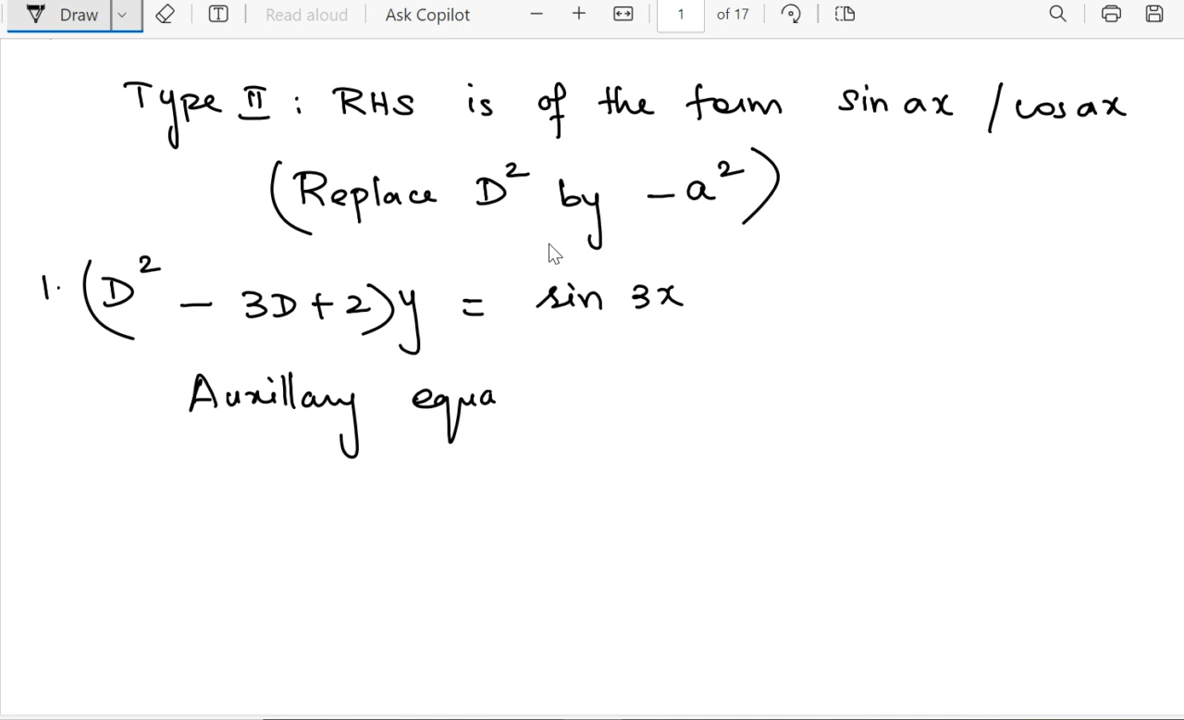 Draw Read aloud Ask Copilot 1 of 17
Type II : RHS is of the form sin ax / cos ax
(Replace D² by -a²)
1. (D² - 3D + 2)y = sin 3x
Auxillary equa